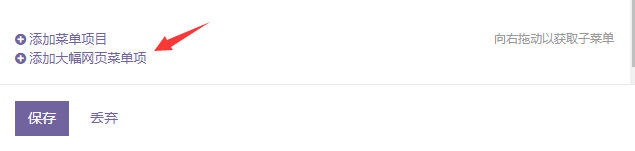 添加菜单项目
向右拖动以获取子菜单
添加大幅网页菜单项
保存
丢弃